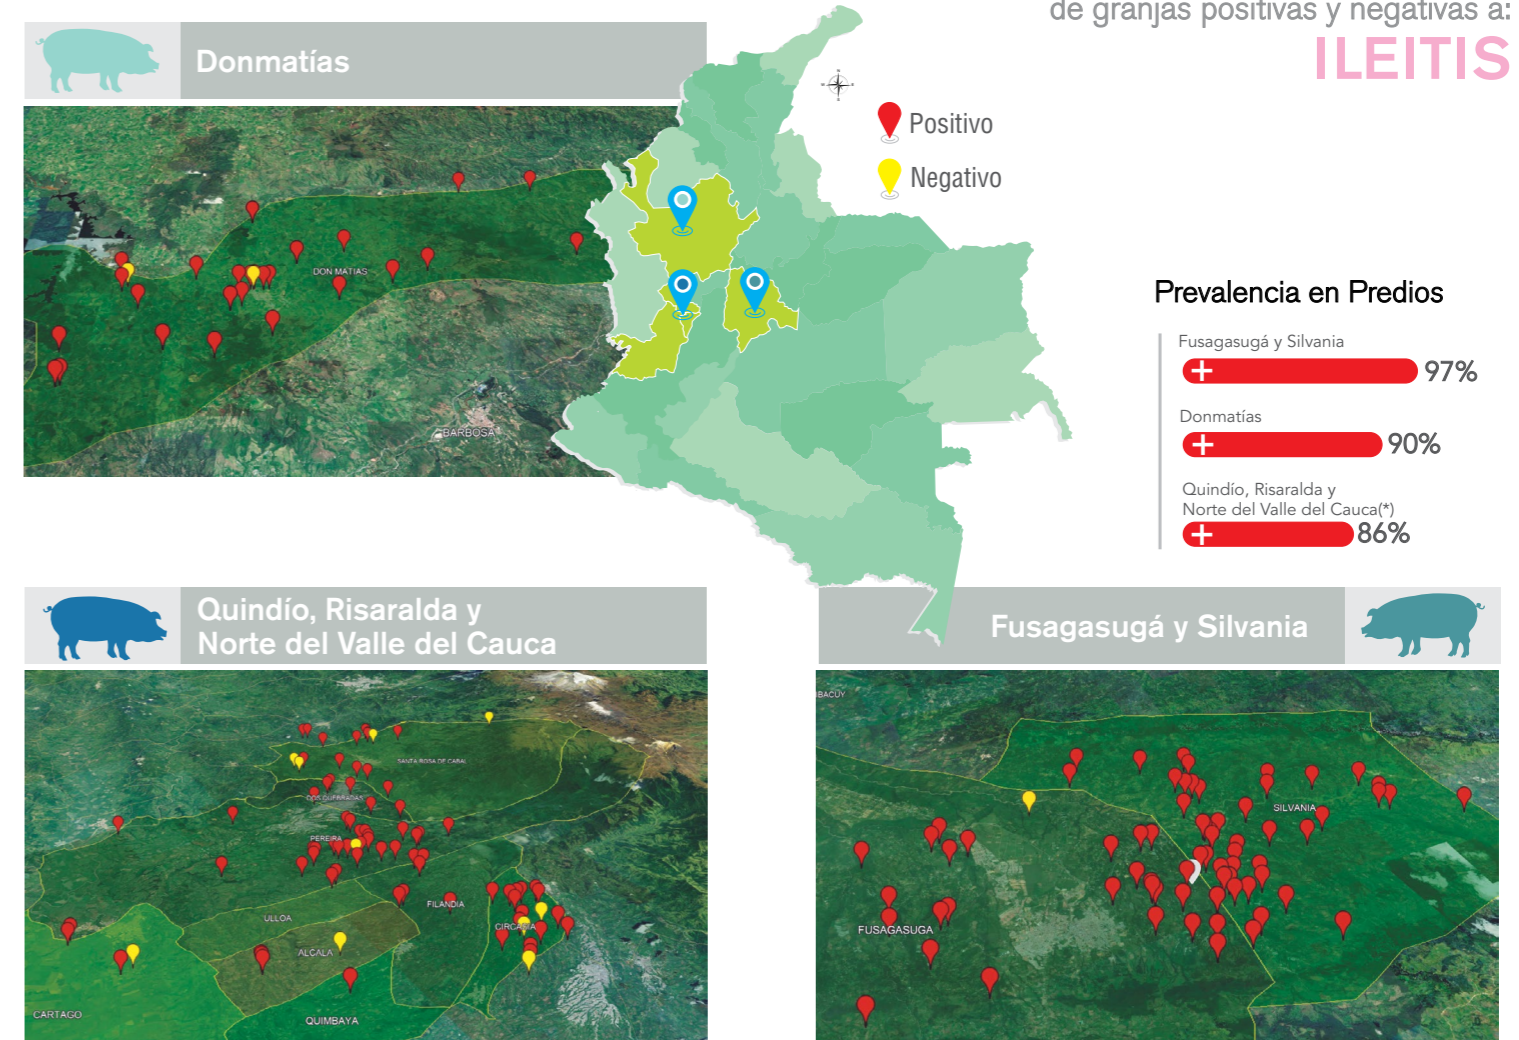 de granjas positivas y negativas a:
ILEITIS
Donmatías
Positivo
Negativo
DON MATIAS
BARBOSA
Prevalencia en Predios
Fusagasugá y Silvania
97%
Donmatías
90%
Quindío, Risaralda y
Norte del Valle del Cauca(*)
86%
Quindío, Risaralda y
Norte del Valle del Cauca
SANTA ROSA DE CABAL
DOS QUEBRADAS
PEREIRA
ULLOA
FILANDIA
ALCALA
CIRCASIA
CARTAGO
QUIMBAYA
Fusagasugá y Silvania
IBACUY
SILVANIA
FUSAGASUGA